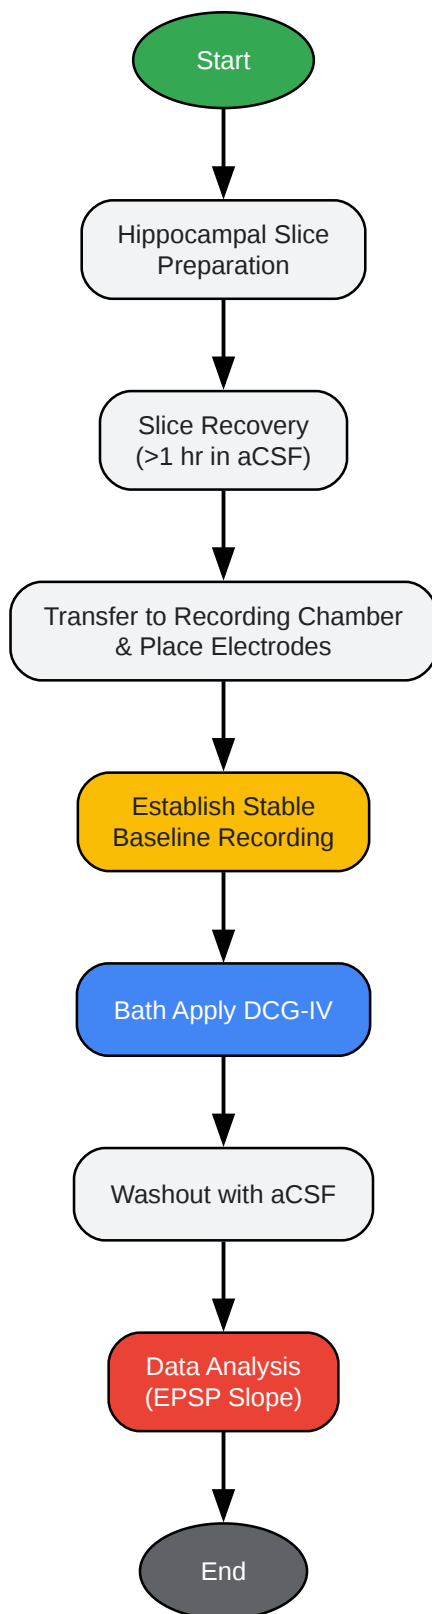 Start
Hippocampal Slice
Preparation
Slice Recovery
(>1 hr in aCSF)
Transfer to Recording Chamber
& Place Electrodes
Establish Stable
Baseline Recording
Bath Apply DCG-IV
Washout with aCSF
Data Analysis
(EPSP Slope)
End